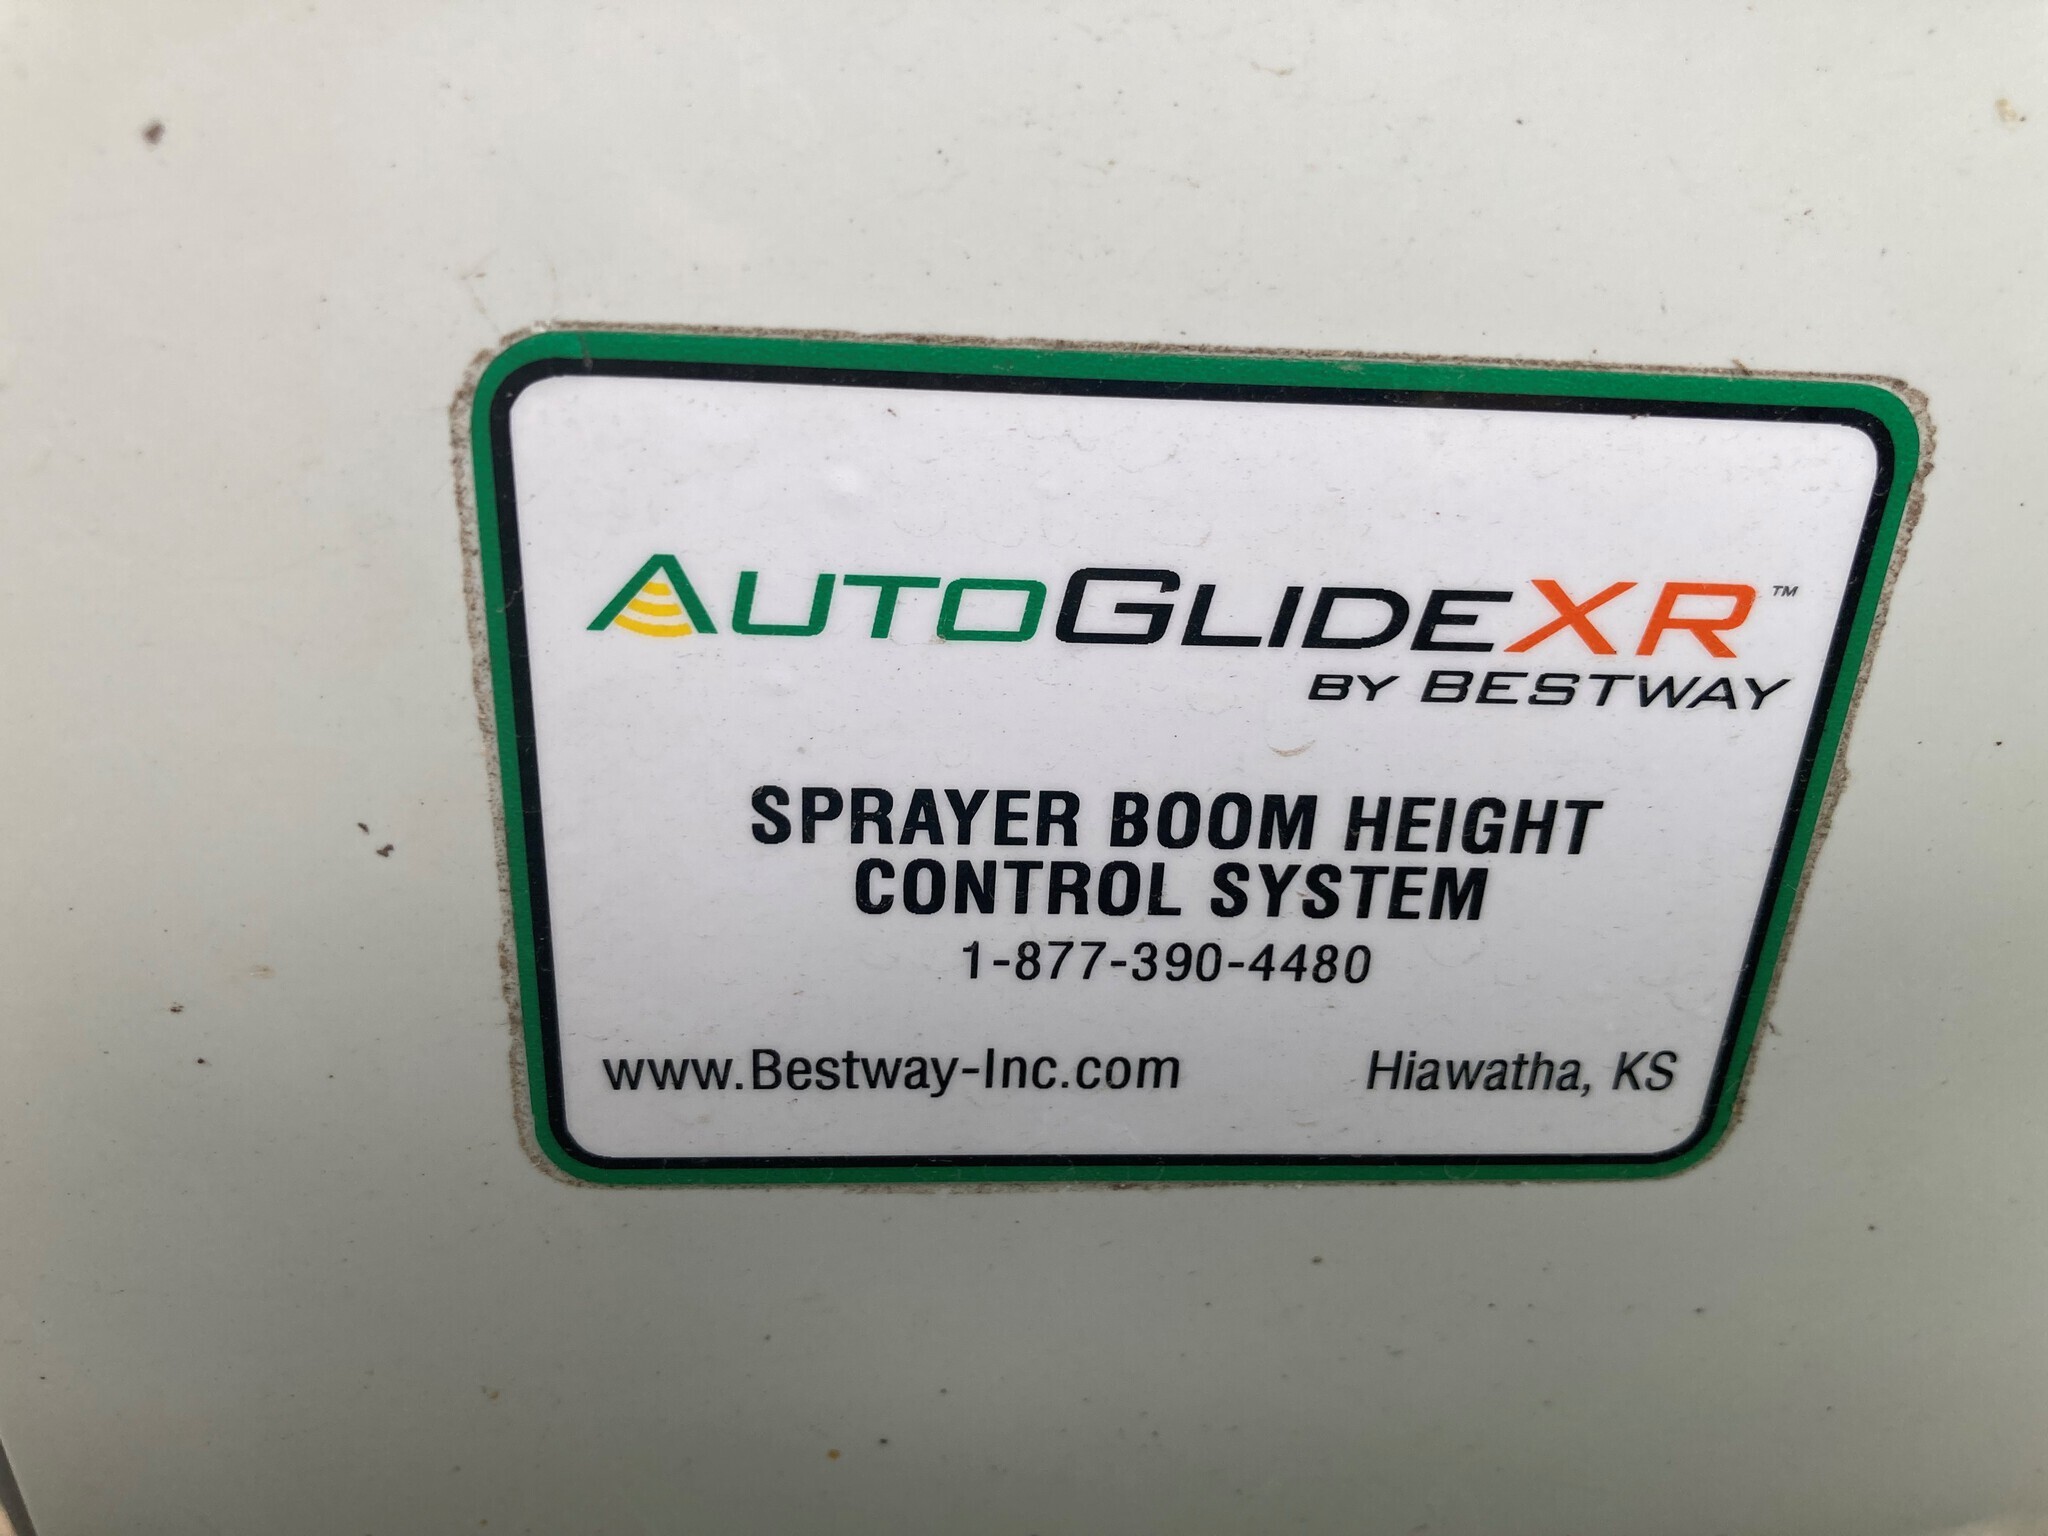 AUTOGLIDEXR™
BY BESTWAY
SPRAYER BOOM HEIGHT
CONTROL SYSTEM
1-877-390-4480
www.Bestway-Inc.com Hiawatha, KS